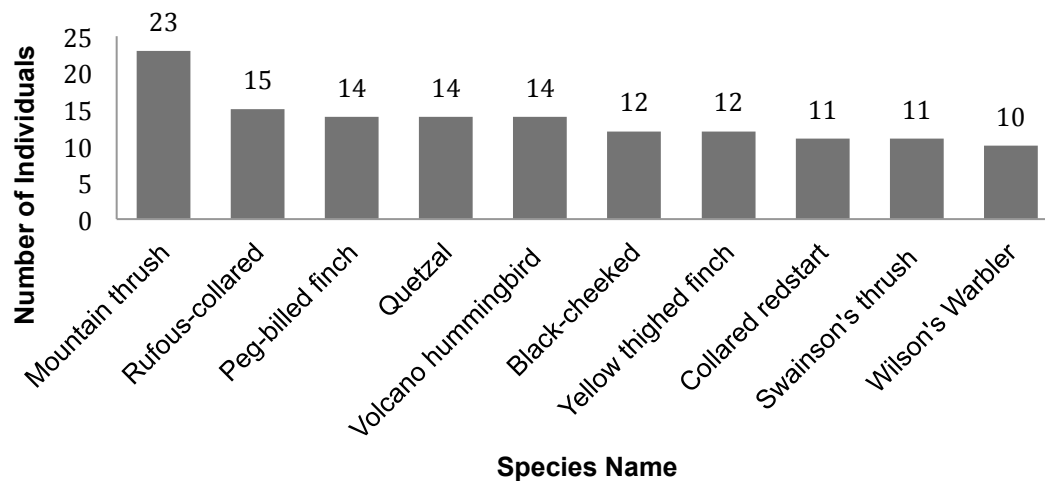 Number of Individuals
25
20
15
10
5
0
23
15
14
14
14
12
12
11
11
10
Mountain thrush
Rufous-collared
Peg-billed finch
Quetzal
Volcano hummingbird
Black-cheeked
Yellow thighed finch
Collared redstart
Swainson's thrush
Wilson's Warbler
Species Name